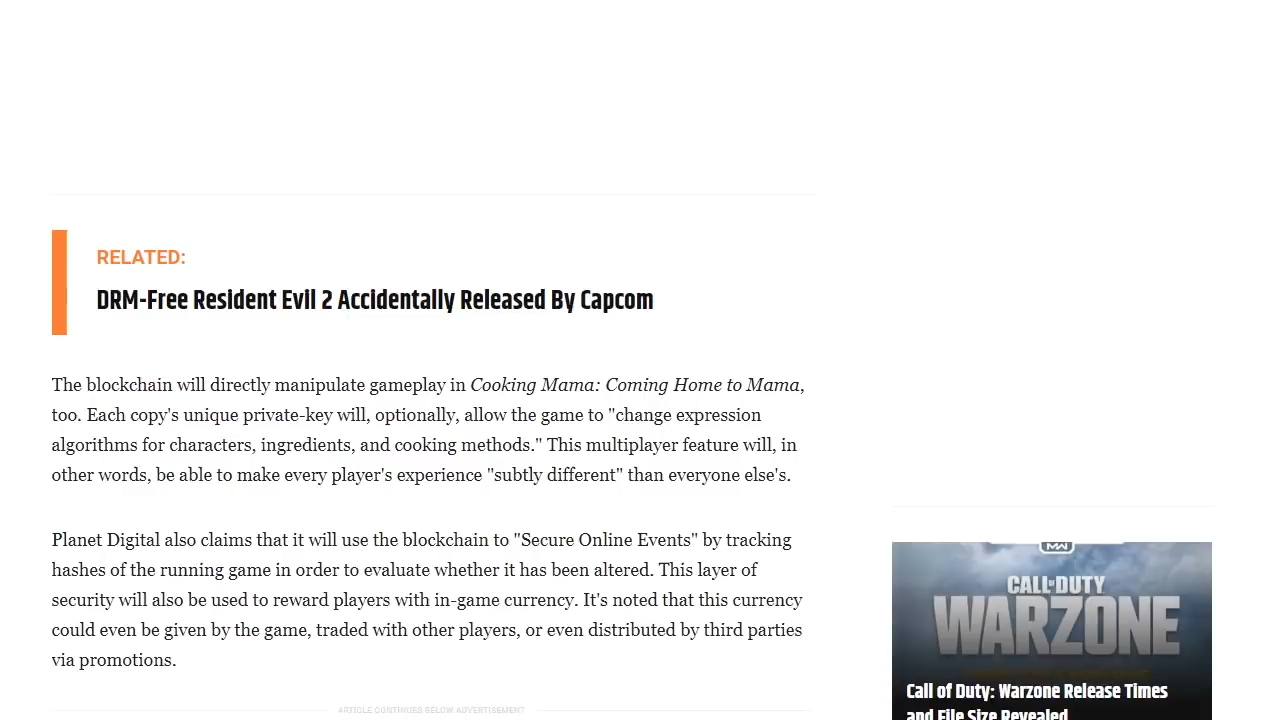 RELATED:
DRM-Free Resident Evil 2 Accidentally Released By Capcom
The blockchain will directly manipulate gameplay in Cooking Mama: Coming Home to Mama,
too. Each copy's unique private-key will, optionally, allow the game to "change expression
algorithms for characters, ingredients, and cooking methods." This multiplayer feature will, in
other words, be able to make every player's experience "subtly different" than everyone else's.
Planet Digital also claims that it will use the blockchain to "Secure Online Events" by tracking
hashes of the running game in order to evaluate whether it has been altered. This layer of
security will also be used to reward players with in-game currency. It's noted that this currency
could even be given by the game, traded with other players, or even distributed by third parties
via promotions.
ARTICLE CONTINUES BELOW ADVERTISEMENT
MW
CALL OF DUTY
WARZONE
Call of Duty: Warzone Release Times
and File Size Revealed